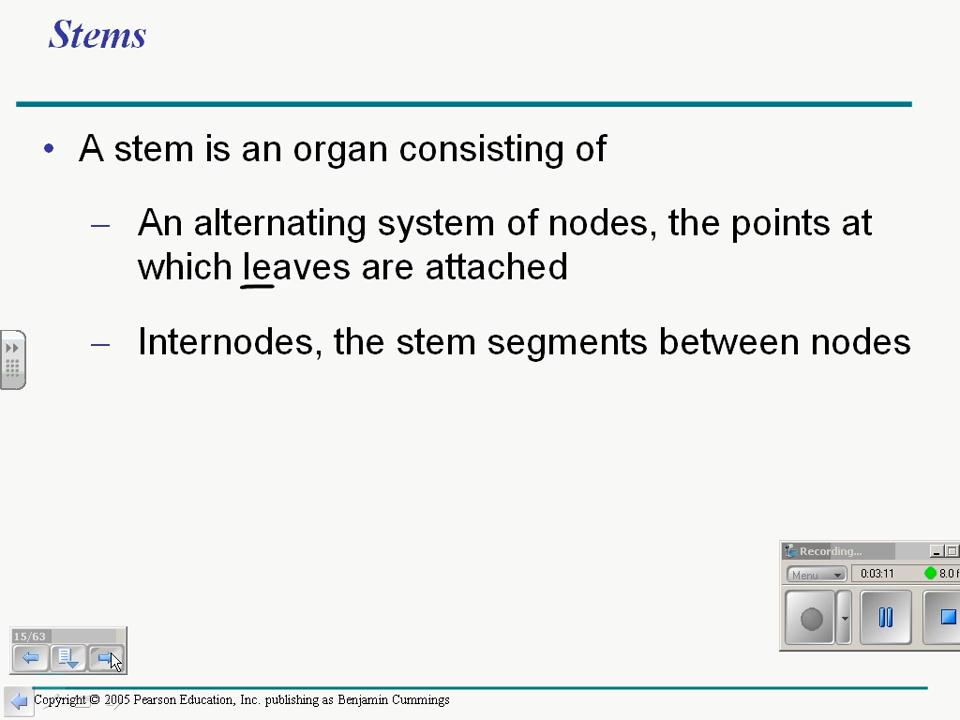 Stems
• A stem is an organ consisting of
– An alternating system of nodes, the points at
which leaves are attached
– Internodes, the stem segments between nodes
Recording...
Menu
0:03:11
8.0 f
15/63
Copyright © 2005 Pearson Education, Inc. publishing as Benjamin Cummings